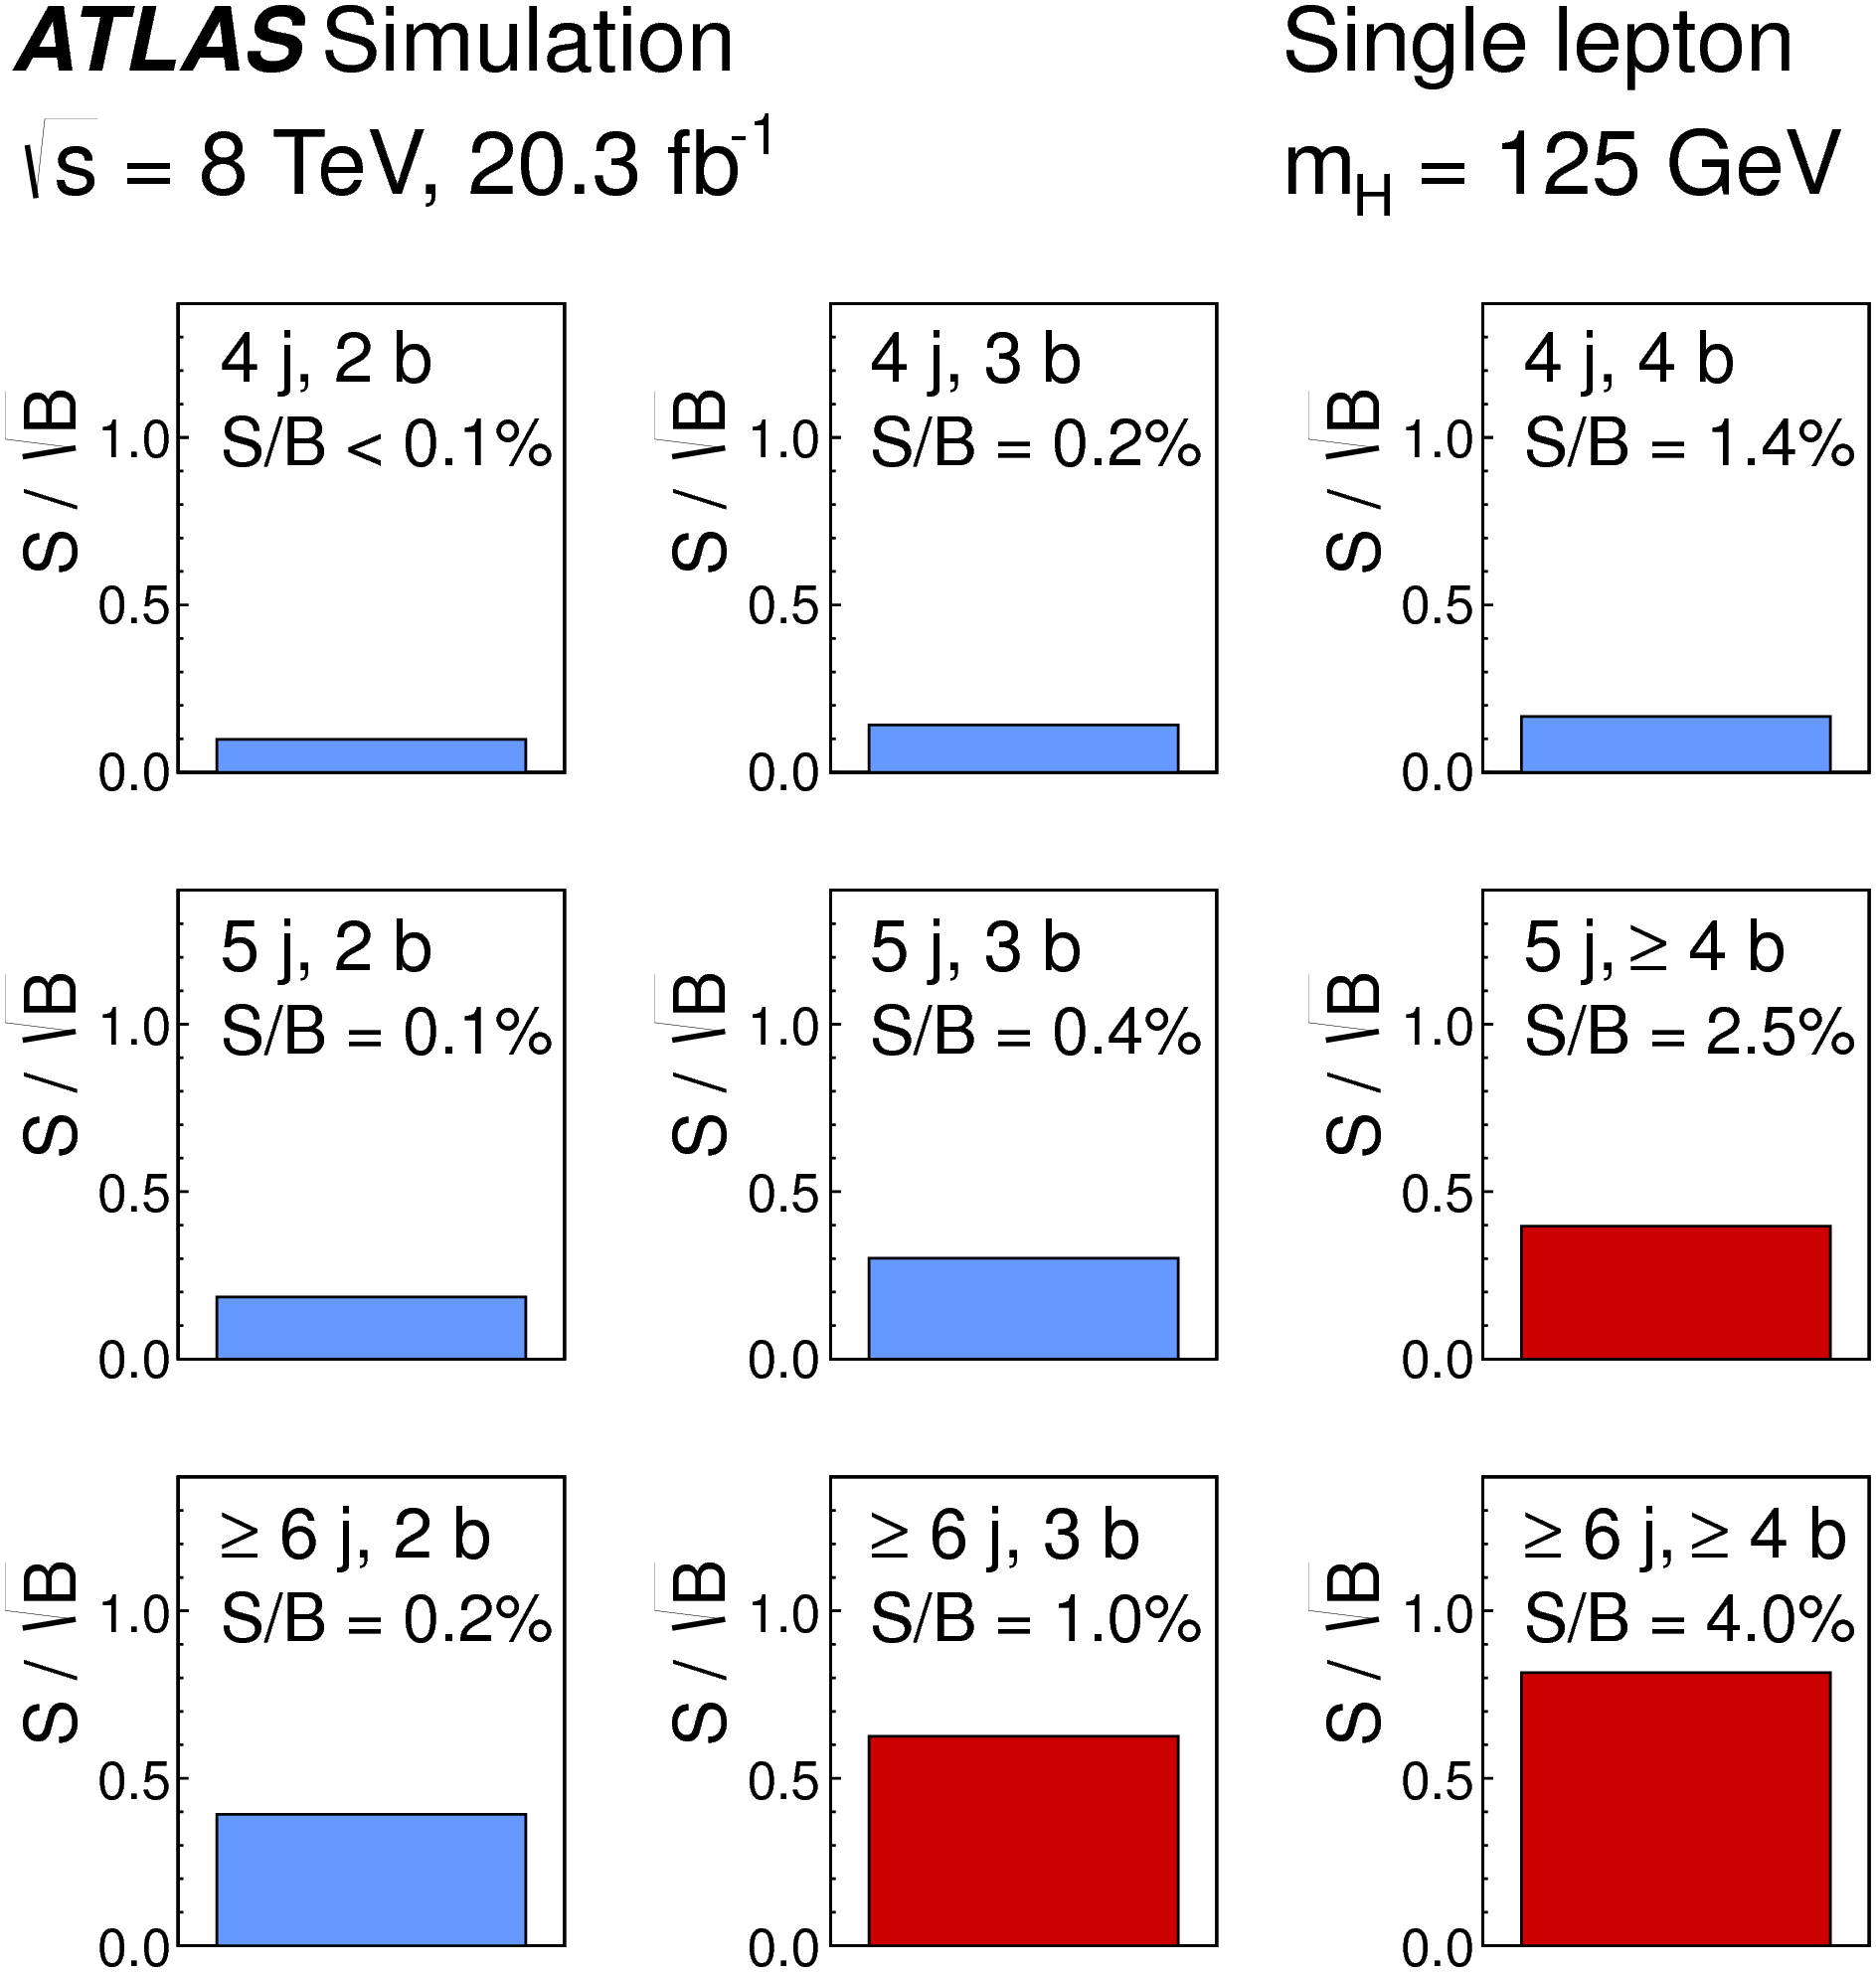 ATLAS Simulation
Single lepton
√s = 8 TeV, 20.3 fb⁻¹
m_H = 125 GeV
4 j, 2 b
S/B < 0.1%
S / √B
1.0
0.5
0.0
4 j, 3 b
S/B = 0.2%
S / √B
1.0
0.5
0.0
4 j, 4 b
S/B = 1.4%
S / √B
1.0
0.5
0.0
5 j, 2 b
S/B = 0.1%
S / √B
1.0
0.5
0.0
5 j, 3 b
S/B = 0.4%
S / √B
1.0
0.5
0.0
5 j, ≥ 4 b
S/B = 2.5%
S / √B
1.0
0.5
0.0
≥ 6 j, 2 b
S/B = 0.2%
S / √B
1.0
0.5
0.0
≥ 6 j, 3 b
S/B = 1.0%
S / √B
1.0
0.5
0.0
≥ 6 j, ≥ 4 b
S/B = 4.0%
S / √B
1.0
0.5
0.0